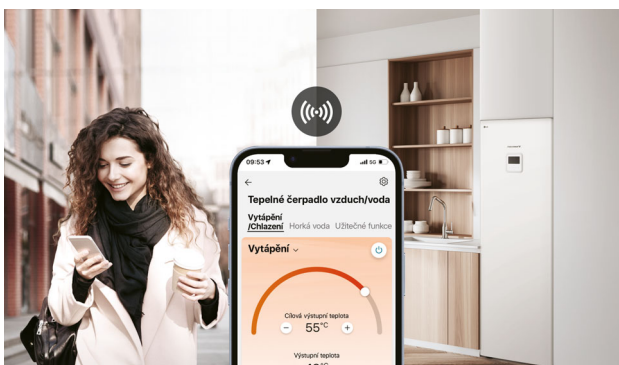 09:53
5G
Tepelné čerpadlo vzduch/voda
Vytápění
/Chlazení Horká voda Užitečné funkce
Vytápění
Cílová výstupní teplota
− 55°C +
Výstupní teplota